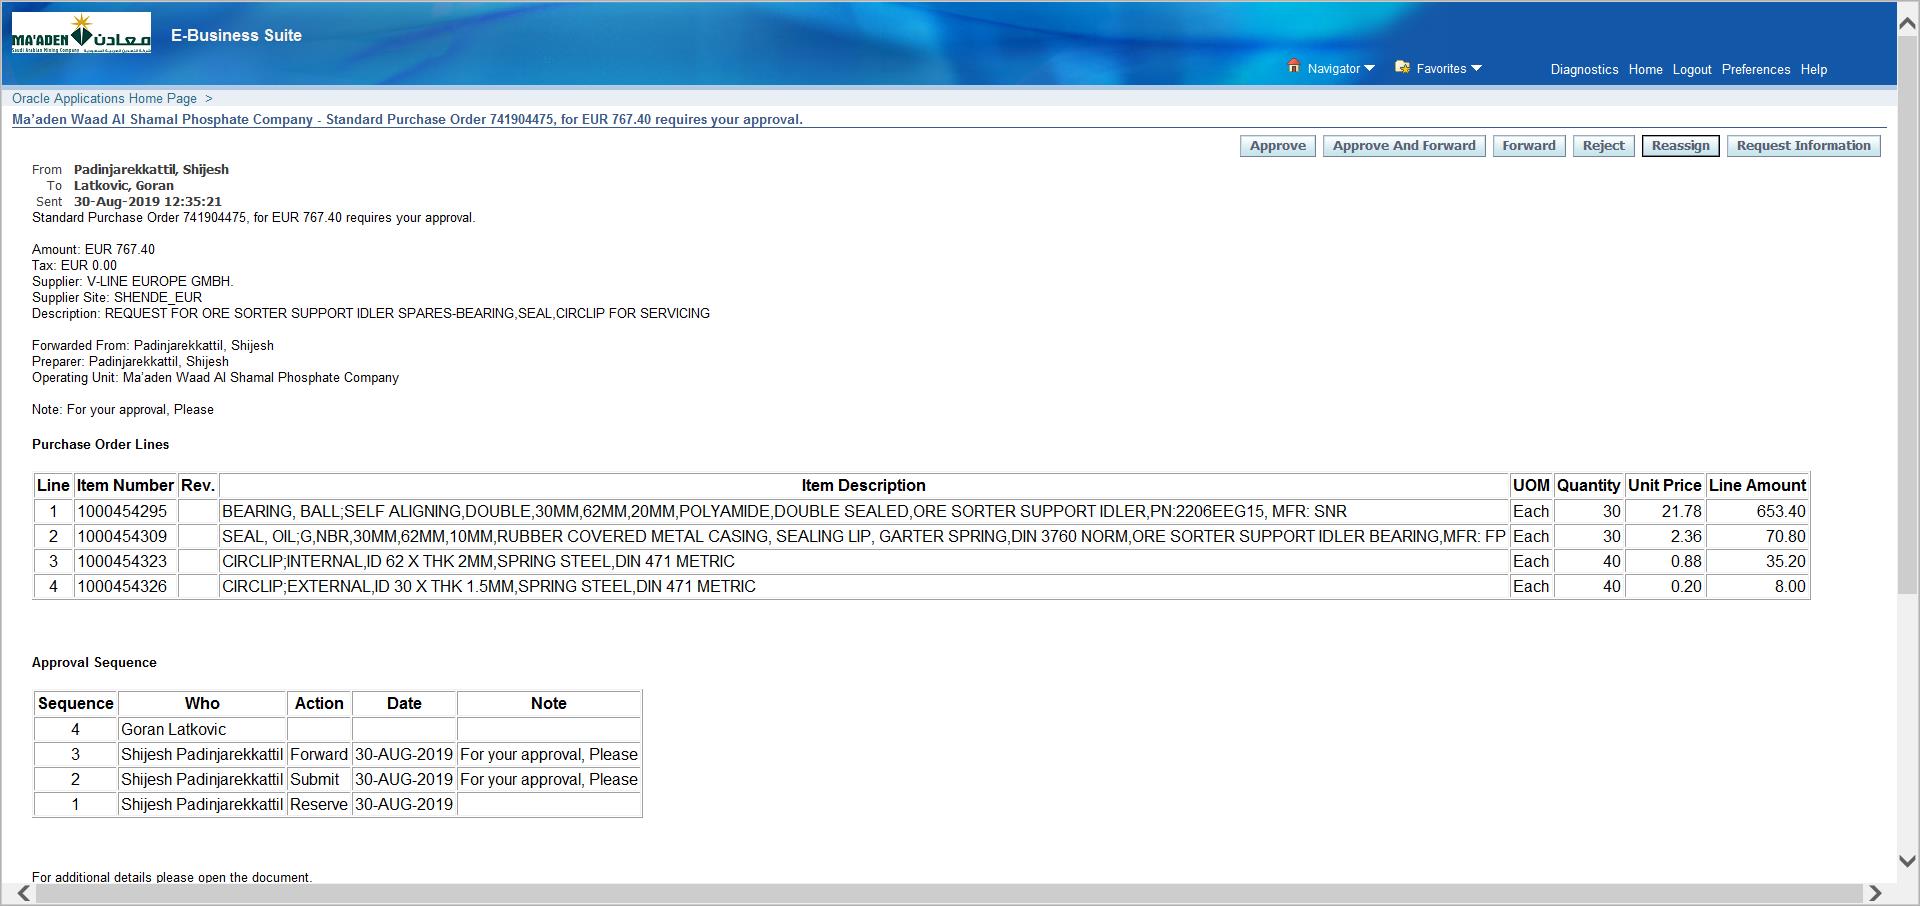 MA'ADEN معادن
Saudi Arabian Mining Company
E-Business Suite
Navigator Favorites Diagnostics Home Logout Preferences Help
Oracle Applications Home Page >
Ma'aden Waad Al Shamal Phosphate Company - Standard Purchase Order 741904475, for EUR 767.40 requires your approval.
Approve Approve And Forward Forward Reject Reassign Request Information
From Padinjarekkattil, Shijesh
To Latkovic, Goran
Sent 30-Aug-2019 12:35:21
Standard Purchase Order 741904475, for EUR 767.40 requires your approval.
Amount: EUR 767.40
Tax: EUR 0.00
Supplier: V-LINE EUROPE GMBH.
Supplier Site: SHENDE_EUR
Description: REQUEST FOR ORE SORTER SUPPORT IDLER SPARES-BEARING,SEAL,CIRCLIP FOR SERVICING
Forwarded From: Padinjarekkattil, Shijesh
Preparer: Padinjarekkattil, Shijesh
Operating Unit: Ma'aden Waad Al Shamal Phosphate Company
Note: For your approval, Please
Purchase Order Lines
Line Item Number Rev. Item Description UOM Quantity Unit Price Line Amount
1 1000454295 BEARING, BALL;SELF ALIGNING,DOUBLE,30MM,62MM,20MM,POLYAMIDE,DOUBLE SEALED,ORE SORTER SUPPORT IDLER,PN:2206EEG15, MFR: SNR Each 30 21.78 653.40
2 1000454309 SEAL, OIL;G,NBR,30MM,62MM,10MM,RUBBER COVERED METAL CASING, SEALING LIP, GARTER SPRING,DIN 3760 NORM,ORE SORTER SUPPORT IDLER BEARING,MFR: FP Each 30 2.36 70.80
3 1000454323 CIRCLIP;INTERNAL,ID 62 X THK 2MM,SPRING STEEL,DIN 471 METRIC Each 40 0.88 35.20
4 1000454326 CIRCLIP;EXTERNAL,ID 30 X THK 1.5MM,SPRING STEEL,DIN 471 METRIC Each 40 0.20 8.00
Approval Sequence
Sequence Who Action Date Note
4 Goran Latkovic
3 Shijesh Padinjarekkattil Forward 30-AUG-2019 For your approval, Please
2 Shijesh Padinjarekkattil Submit 30-AUG-2019 For your approval, Please
1 Shijesh Padinjarekkattil Reserve 30-AUG-2019
For additional details please open the document.